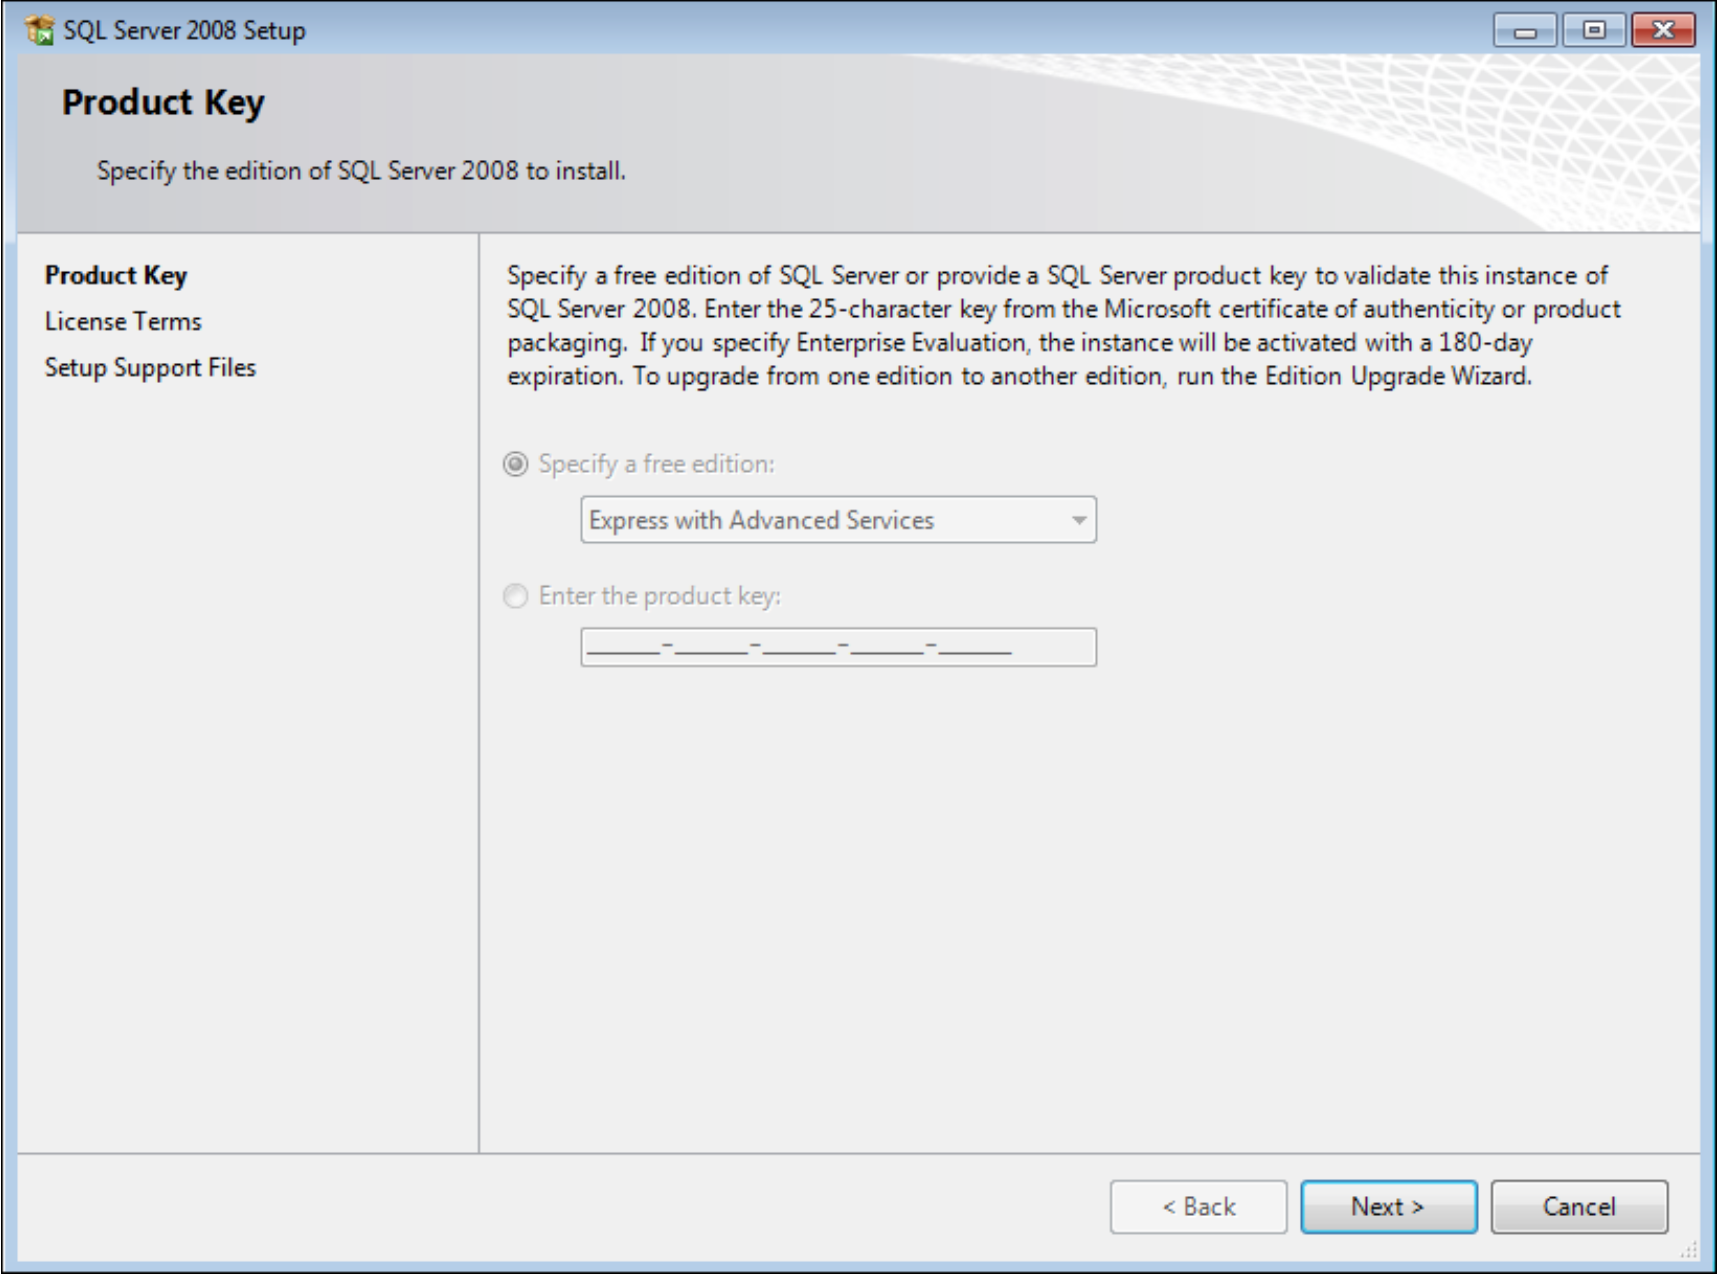 SQL Server 2008 Setup
Product Key
Specify the edition of SQL Server 2008 to install.
Product Key
License Terms
Setup Support Files
Specify a free edition of SQL Server or provide a SQL Server product key to validate this instance of
SQL Server 2008. Enter the 25-character key from the Microsoft certificate of authenticity or product
packaging.  If you specify Enterprise Evaluation, the instance will be activated with a 180-day
expiration. To upgrade from one edition to another edition, run the Edition Upgrade Wizard.
Specify a free edition:
Express with Advanced Services
Enter the product key:
_____-_____-_____-_____-_____
< Back
Next >
Cancel